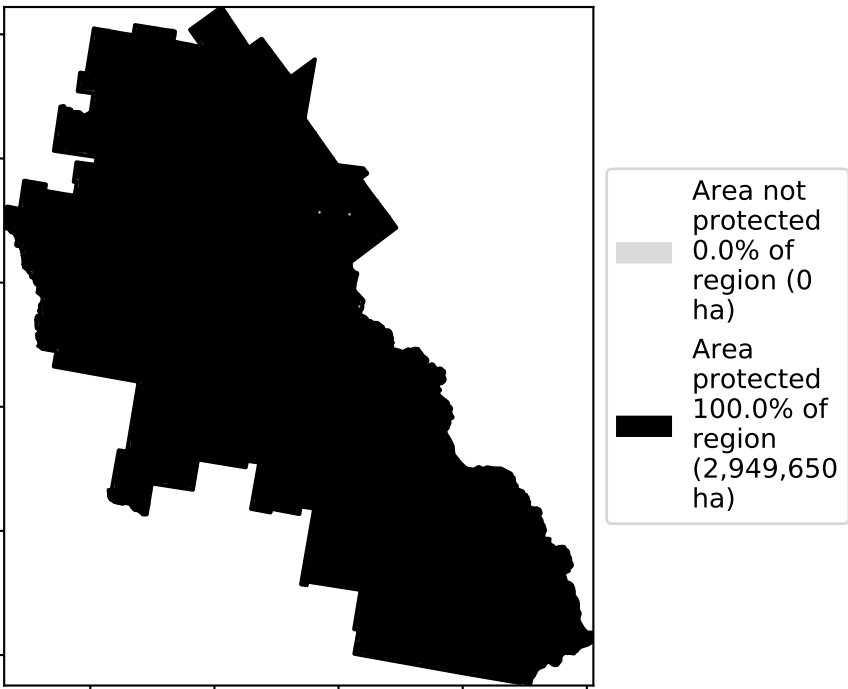 Area not
protected
0.0% of
region (0
ha)
Area
protected
100.0% of
region
(2,949,650
ha)